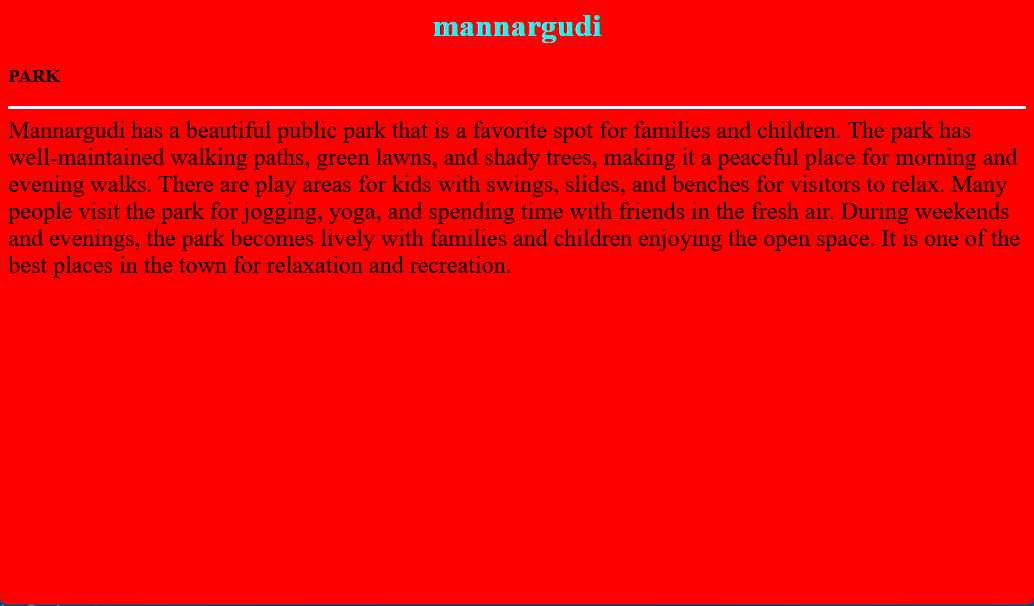 mannargudi
PARK
Mannargudi has a beautiful public park that is a favorite spot for families and children. The park has
well-maintained walking paths, green lawns, and shady trees, making it a peaceful place for morning and
evening walks. There are play areas for kids with swings, slides, and benches for visitors to relax. Many
people visit the park for jogging, yoga, and spending time with friends in the fresh air. During weekends
and evenings, the park becomes lively with families and children enjoying the open space. It is one of the
best places in the town for relaxation and recreation.